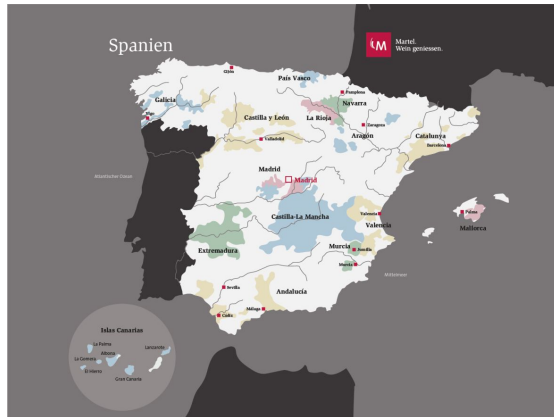 Spanien
Martel.
Wein geniessen.
Gijón
País Vasco
Pamplona
Galicia
Navarra
Vigo
Castilla y León
La Rioja
Zaragoza
Catalunya
Aragón
Valladolid
Barcelona
Madrid
Madrid
Atlantischer Ozean
Castilla-La Mancha
Valencia
Palma
Valencia
Mallorca
Extremadura
Murcia
Mittelmeer
Murcia
Sevilla
Andalucía
Cádiz
Málaga
Islas Canarias
La Palma
Lanzarote
La Gomera
El Hierro
Gran Canaria